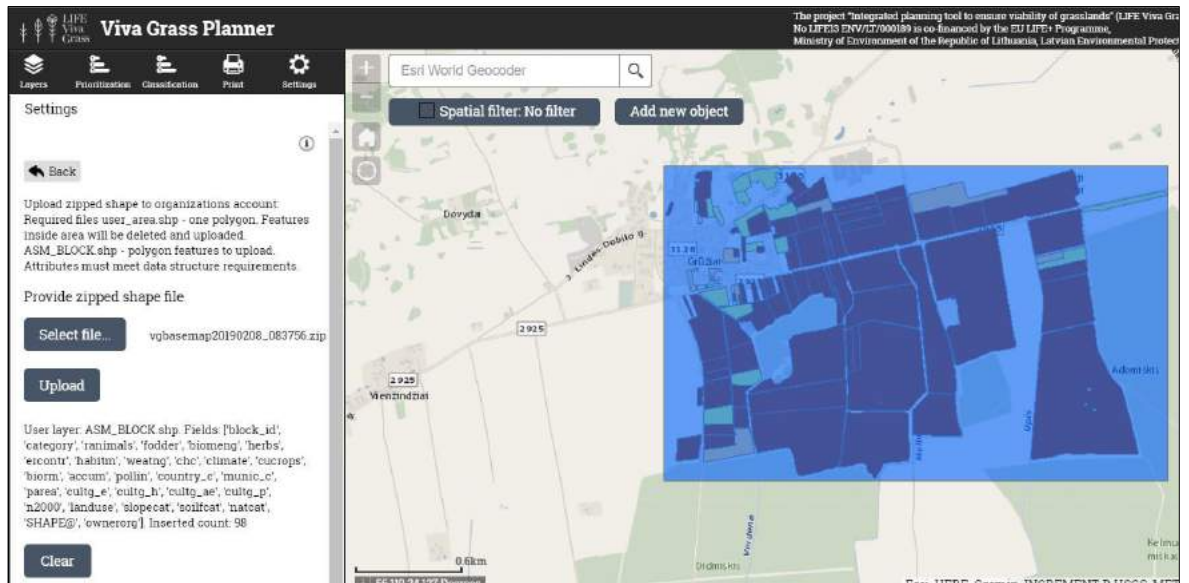 LIFE
Viva
Grass
Viva Grass Planner
The project "Integrated planning tool to ensure viability of grasslands" (LIFE Viva Gra
No LIFE13 ENV/LT/000189 is co-financed by the EU LIFE+ Programme,
Ministry of Environment of the Republic of Lithuania, Latvian Environmental Protec
Layers
Prioritization
Classification
Print
Settings
Esri World Geocoder
Spatial filter: No filter
Add new object
Settings
Back
Upload zipped shape to organizations account
Required files user_area.shp - one polygon. Features
inside area will be deleted and uploaded.
ASM_BLOCK.shp - polygon features to upload.
Attributes must meet data structure requirements.
Provide zipped shape file
Select file...
vgbasemap20190208_083756.zip
Upload
User layer: ASM_BLOCK.shp. Fields: ['block_id',
'category', 'ranimals', 'fodder', 'biomeng', 'herbs',
'ercontr', 'habitm', 'weatng', 'chc', 'climate', 'cucrops',
'biorm', 'accum', 'pollin', 'country_c', 'munic_c',
'parea', 'cultg_e', 'cultg_h', 'cultg_ae', 'cultg_p',
'n2000', 'landuse', 'slopecat', 'soilfcat', 'natcat',
'SHAPE@', 'ownerorg']. Inserted count: 98
Clear
Dovydai
J. Lindės-Dobilo g.
3128
2925
2925
Vienžindžiai
0.6km